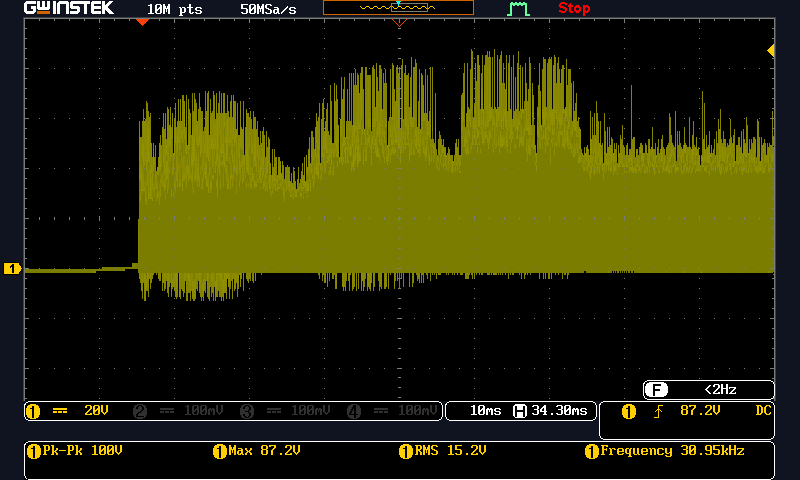 GWINSTEK 10M pts 50MSa/s Stop
1
F <2Hz
1 20V 2 100mV 3 100mV 4 100mV 10ms H 34.30ms 1 87.2V DC
1 Pk-Pk 100V 1 Max 87.2V 1 RMS 15.2V 1 Frequency 30.95kHz